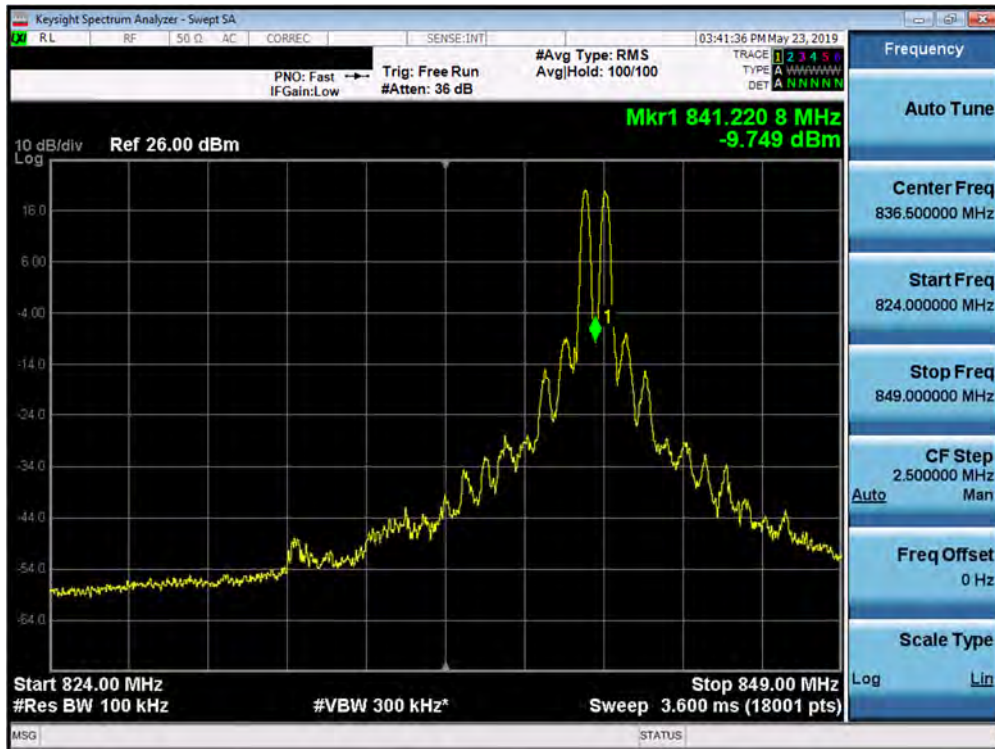 Keysight Spectrum Analyzer - Swept SA
LXI RL RF 50 Ω AC CORREC SENSE:INT 03:41:36 PM May 23, 2019
PNO: Fast Trig: Free Run #Avg Type: RMS TRACE 1 2 3 4 5 6
IFGain:Low #Atten: 36 dB Avg|Hold: 100/100 TYPE A WWWWW
DET A N N N N N
Mkr1 841.220 8 MHz
-9.749 dBm
10 dB/div Ref 26.00 dBm
Log
16.0
6.00
-4.00
-14.0
-24.0
-34.0
-44.0
-54.0
-64.0
1
Start 824.00 MHz Stop 849.00 MHz
#Res BW 100 kHz #VBW 300 kHz* Sweep 3.600 ms (18001 pts)
MSG STATUS
Frequency
Auto Tune
Center Freq
836.500000 MHz
Start Freq
824.000000 MHz
Stop Freq
849.000000 MHz
CF Step
2.500000 MHz
Auto Man
Freq Offset
0 Hz
Scale Type
Log Lin